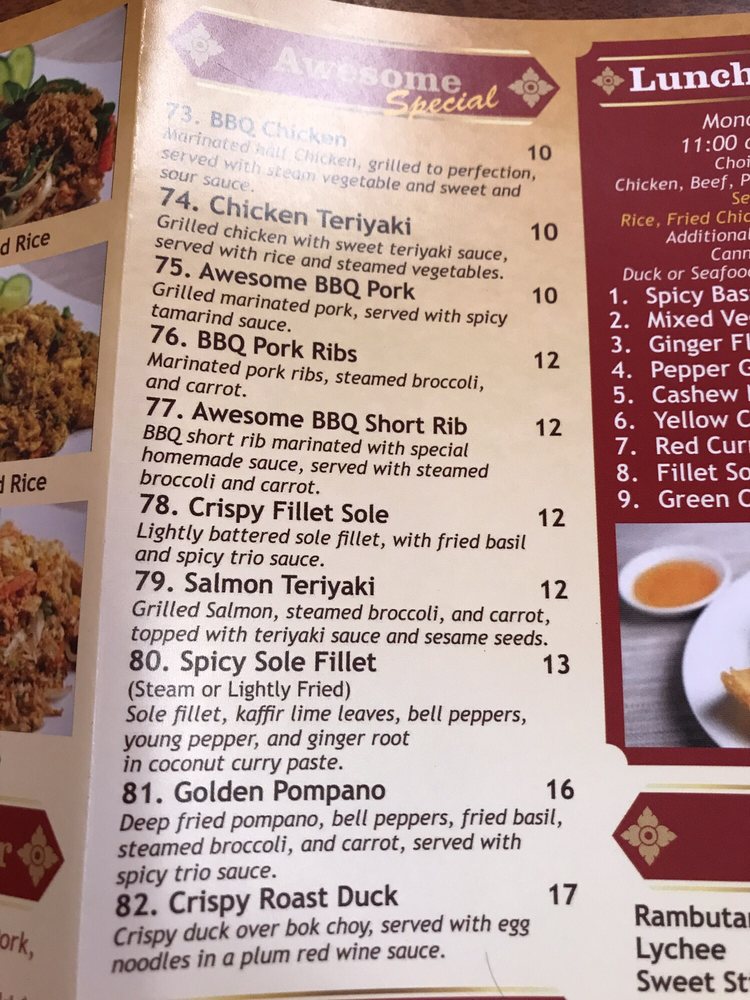 d Rice
d Rice
r
ork,
Awesome
Special
73. BBQ Chicken 10
Marinated half Chicken, grilled to perfection,
served with steam vegetable and sweet and
sour sauce.
74. Chicken Teriyaki 10
Grilled chicken with sweet teriyaki sauce,
served with rice and steamed vegetables.
75. Awesome BBQ Pork 10
Grilled marinated pork, served with spicy
tamarind sauce.
76. BBQ Pork Ribs 12
Marinated pork ribs, steamed broccoli,
and carrot.
77. Awesome BBQ Short Rib 12
BBQ short rib marinated with special
homemade sauce, served with steamed
broccoli and carrot.
78. Crispy Fillet Sole 12
Lightly battered sole fillet, with fried basil
and spicy trio sauce.
79. Salmon Teriyaki 12
Grilled Salmon, steamed broccoli, and carrot,
topped with teriyaki sauce and sesame seeds.
80. Spicy Sole Fillet 13
(Steam or Lightly Fried)
Sole fillet, kaffir lime leaves, bell peppers,
young pepper, and ginger root
in coconut curry paste.
81. Golden Pompano 16
Deep fried pompano, bell peppers, fried basil,
steamed broccoli, and carrot, served with
spicy trio sauce.
82. Crispy Roast Duck 17
Crispy duck over bok choy, served with egg
noodles in a plum red wine sauce.
Lunch
Mon
11:00
Choi
Chicken, Beef, P
Se
Rice, Fried Chic
Additional
Cann
Duck or Seafoo
1. Spicy Bas
2. Mixed Ve
3. Ginger F
4. Pepper G
5. Cashew
6. Yellow C
7. Red Curr
8. Fillet So
9. Green C
Rambuta
Lychee
Sweet St